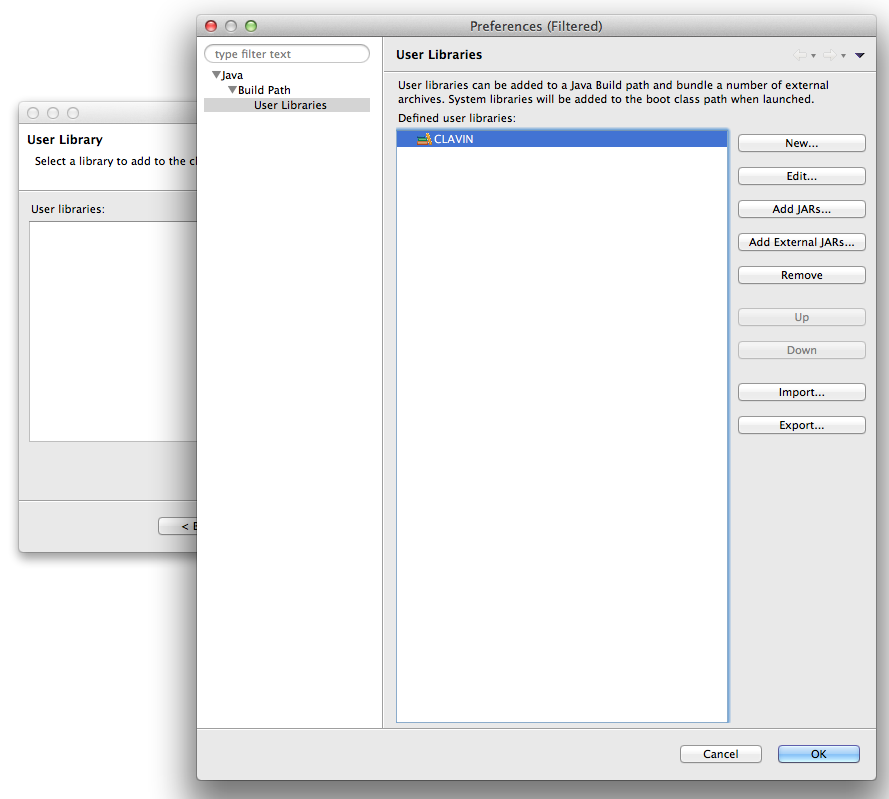 Preferences (Filtered)
type filter text
Java
Build Path
User Libraries
User Libraries
User libraries can be added to a Java Build path and bundle a number of external
archives. System libraries will be added to the boot class path when launched.
Defined user libraries:
CLAVIN
New...
Edit...
Add JARs...
Add External JARs...
Remove
Up
Down
Import...
Export...
Cancel
OK
User Library
Select a library to add to the cl
User libraries:
<